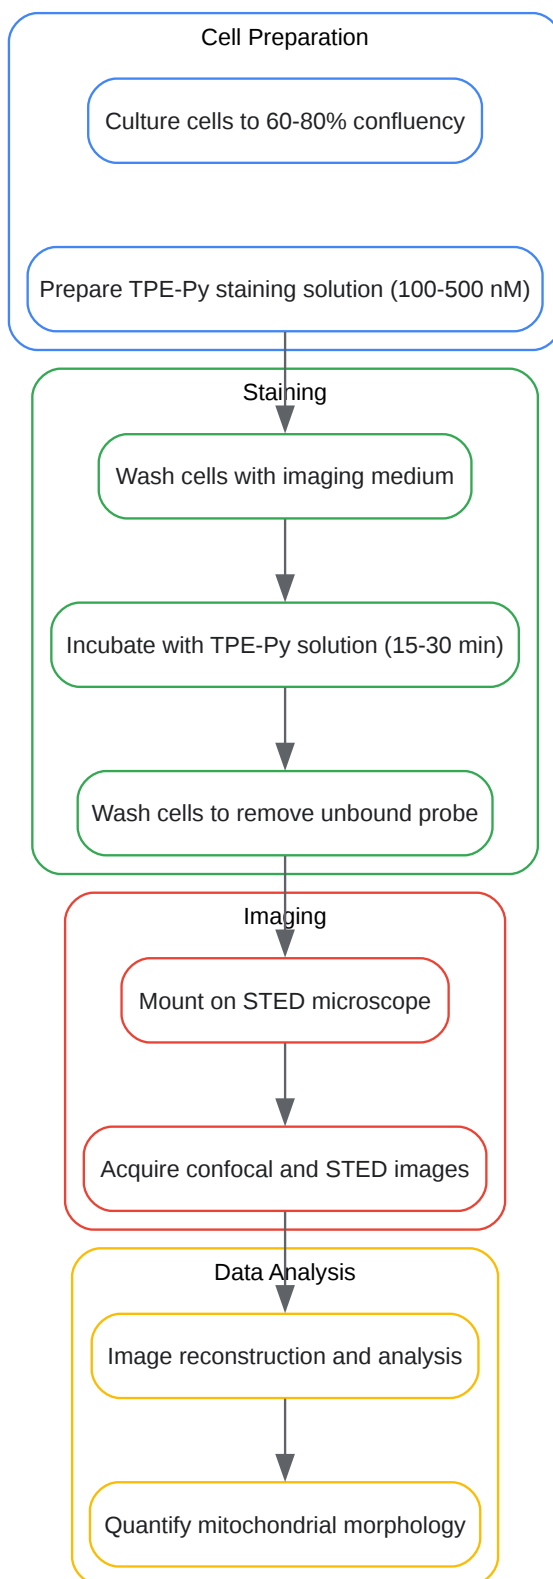 Cell Preparation
Culture cells to 60-80% confluency
Prepare TPE-Py staining solution (100-500 nM)
Staining
Wash cells with imaging medium
Incubate with TPE-Py solution (15-30 min)
Wash cells to remove unbound probe
Imaging
Mount on STED microscope
Acquire confocal and STED images
Data Analysis
Image reconstruction and analysis
Quantify mitochondrial morphology